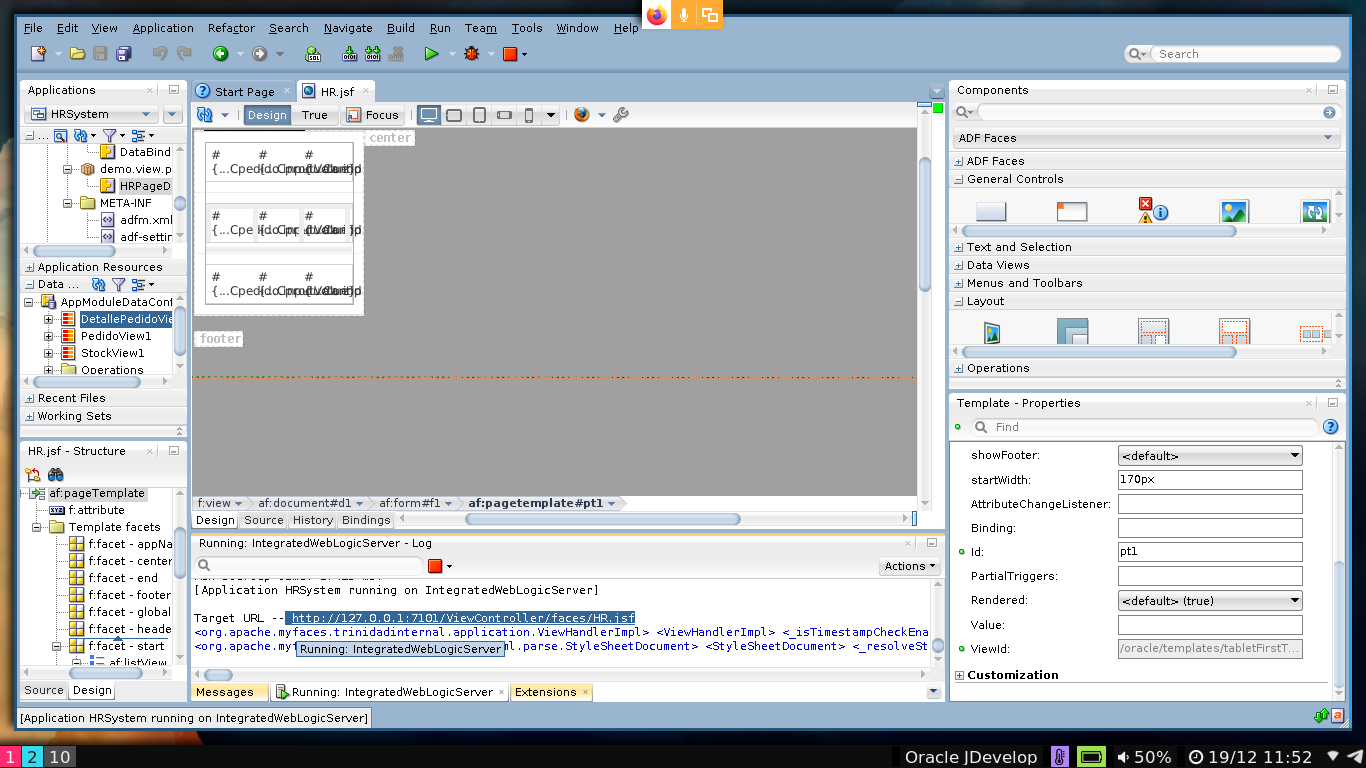 File Edit View Application Refactor Search Navigate Build Run Team Tools Window Help
Search
Applications
HRSystem
DataBind
demo.view.p
HRPageD
META-INF
adfm.xml
adf-settir
Application Resources
Data ...
AppModuleDataCont
DetallePedidoVie
PedidoView1
StockView1
Operations
Recent Files
Working Sets
HR.jsf - Structure
af:pageTemplate
f:attribute
Template facets
f:facet - appNa
f:facet - center
f:facet - end
f:facet - footer
f:facet - global
f:facet - heade
f:facet - start
af:listView
Source Design
Start Page
HR.jsf
Design True Focus
center
# # #
# # #
# # #
footer
f:view af:document#d1 af:form#f1 af:pagetemplate#pt1
Design Source History Bindings
Running: IntegratedWebLogicServer - Log
Actions
[Application HRSystem running on IntegratedWebLogicServer]
Target URL -- http://127.0.0.1:7101/ViewController/faces/HR.jsf
<org.apache.myfaces.trinidadinternal.application.ViewHandlerImpl> <ViewHandlerImpl> <_isTimestampCheckEna
<org.apache.myf
ml.parse.StyleSheetDocument> <StyleSheetDocument> <_resolveSt
Running: IntegratedWebLogicServer
Messages Running: IntegratedWebLogicServer Extensions
Components
ADF Faces
ADF Faces
General Controls
Text and Selection
Data Views
Menus and Toolbars
Layout
Operations
Template - Properties
Find
showFooter: <default>
startWidth: 170px
AttributeChangeListener:
Binding:
Id: pt1
PartialTriggers:
Rendered: <default> (true)
Value:
ViewId: /oracle/templates/tabletFirstT...
Customization
[Application HRSystem running on IntegratedWebLogicServer]
1 2 10
Oracle JDevelop 50% 19/12 11:52